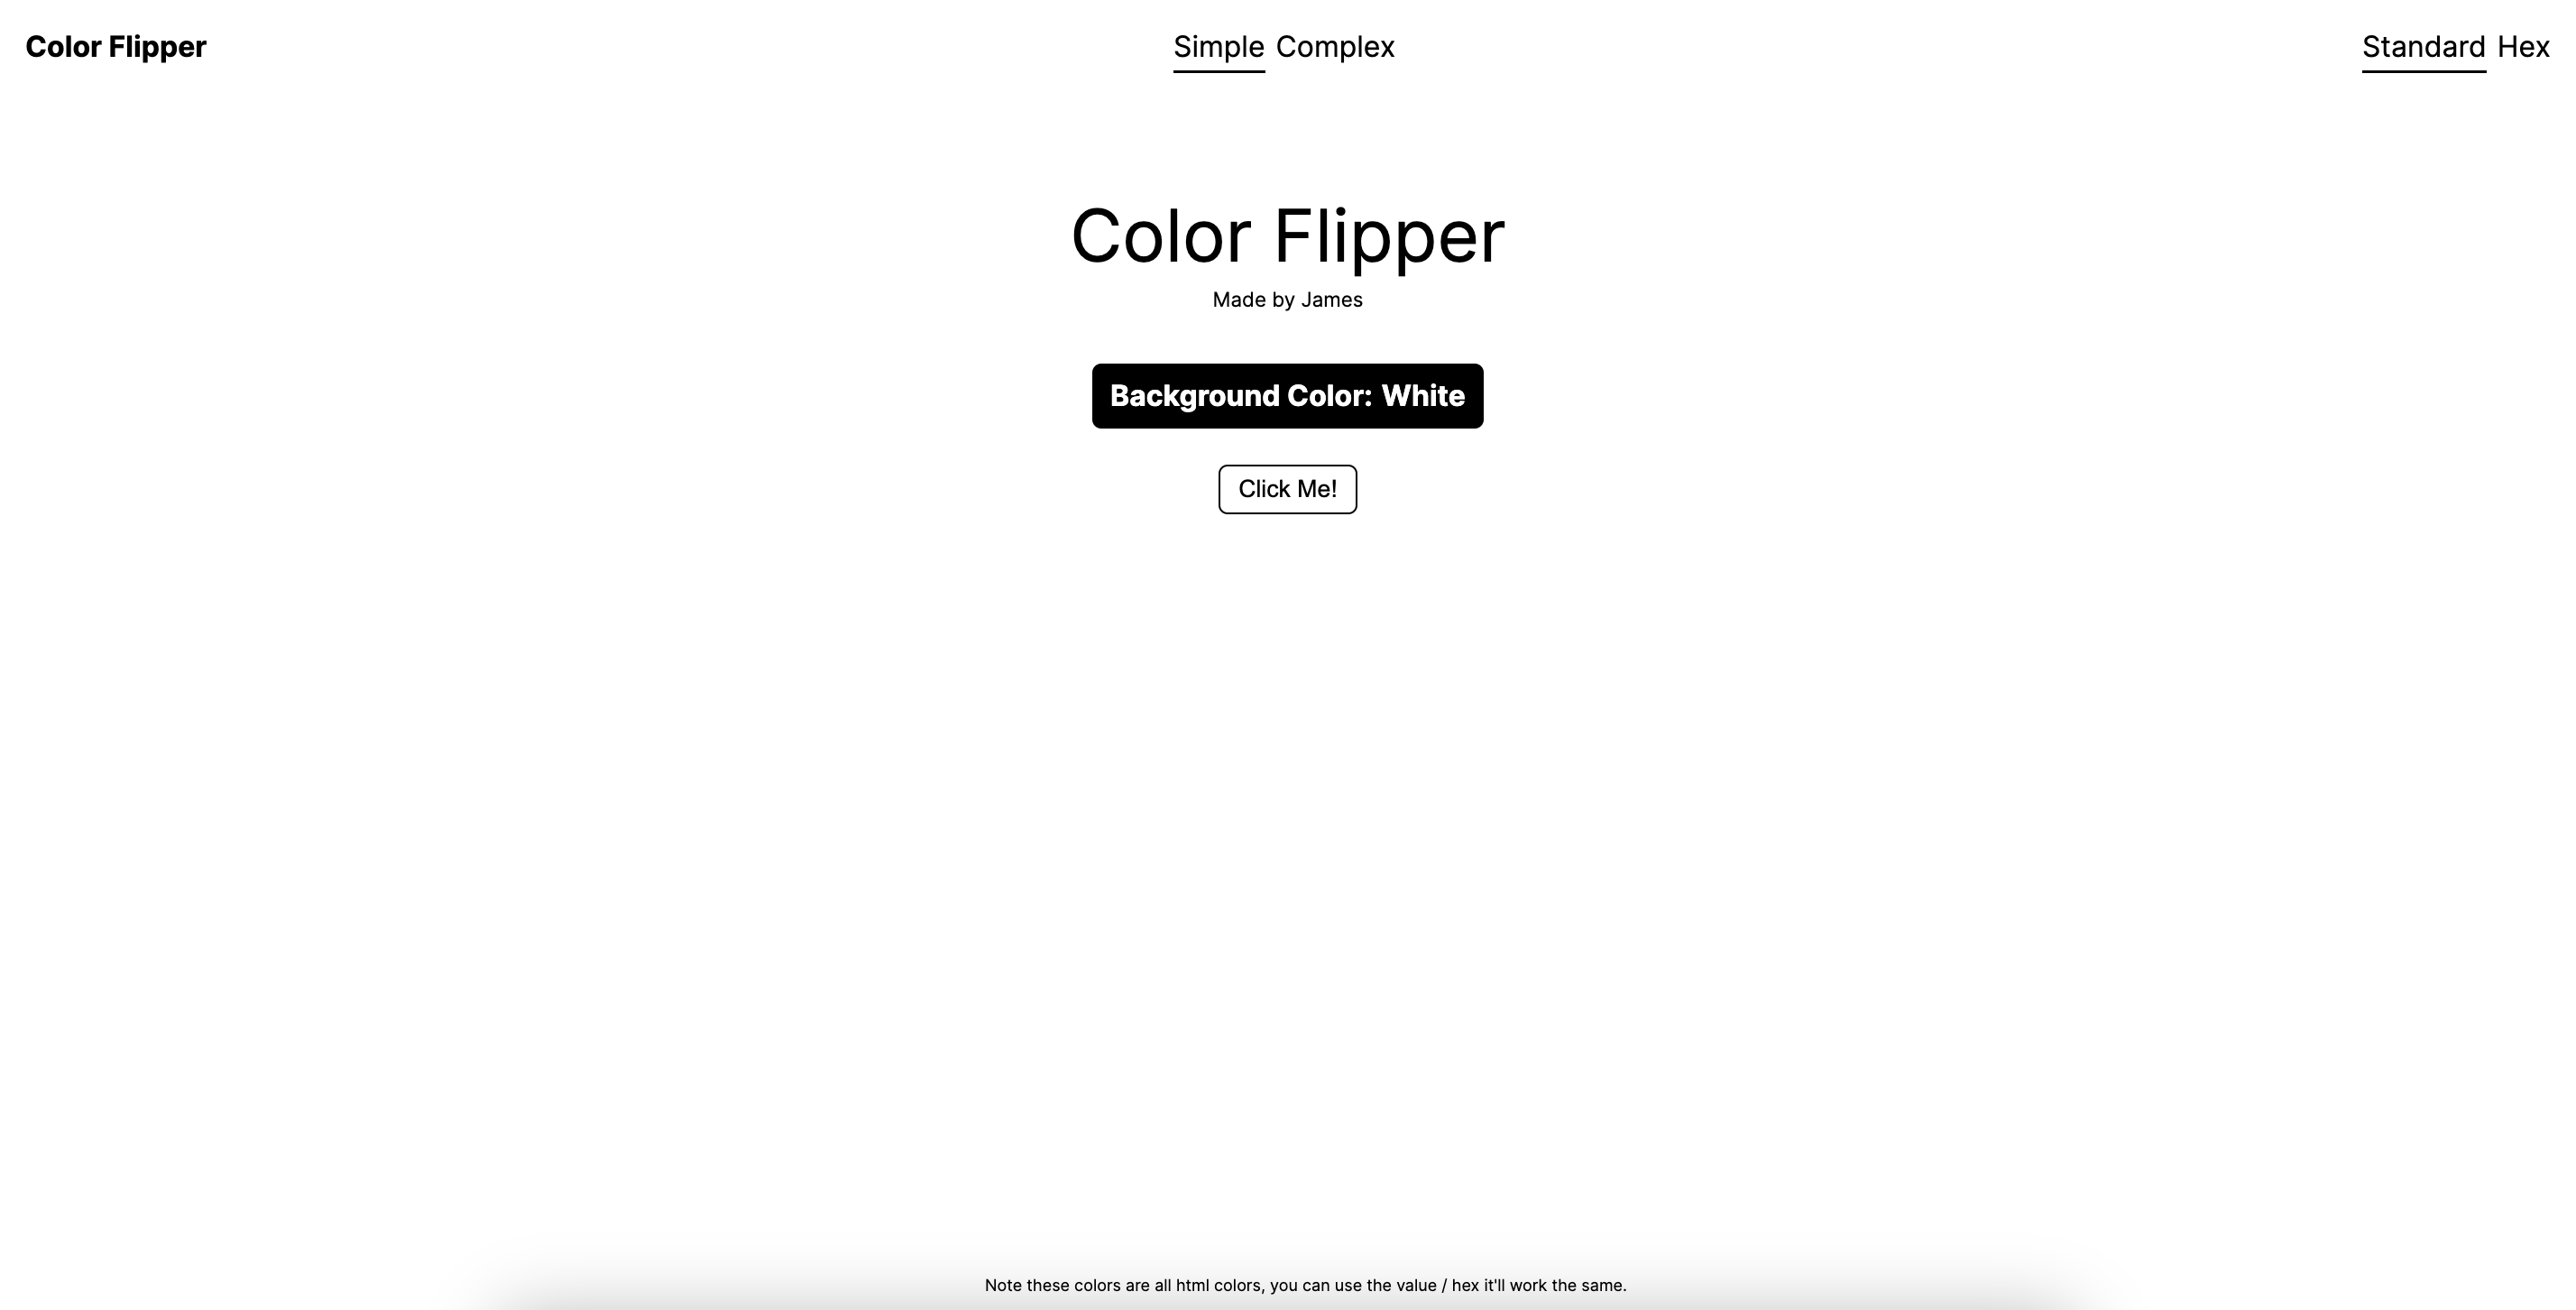 Color Flipper
Simple Complex
Standard Hex
Color Flipper
Made by James
Background Color: White
Click Me!
Note these colors are all html colors, you can use the value / hex it'll work the same.